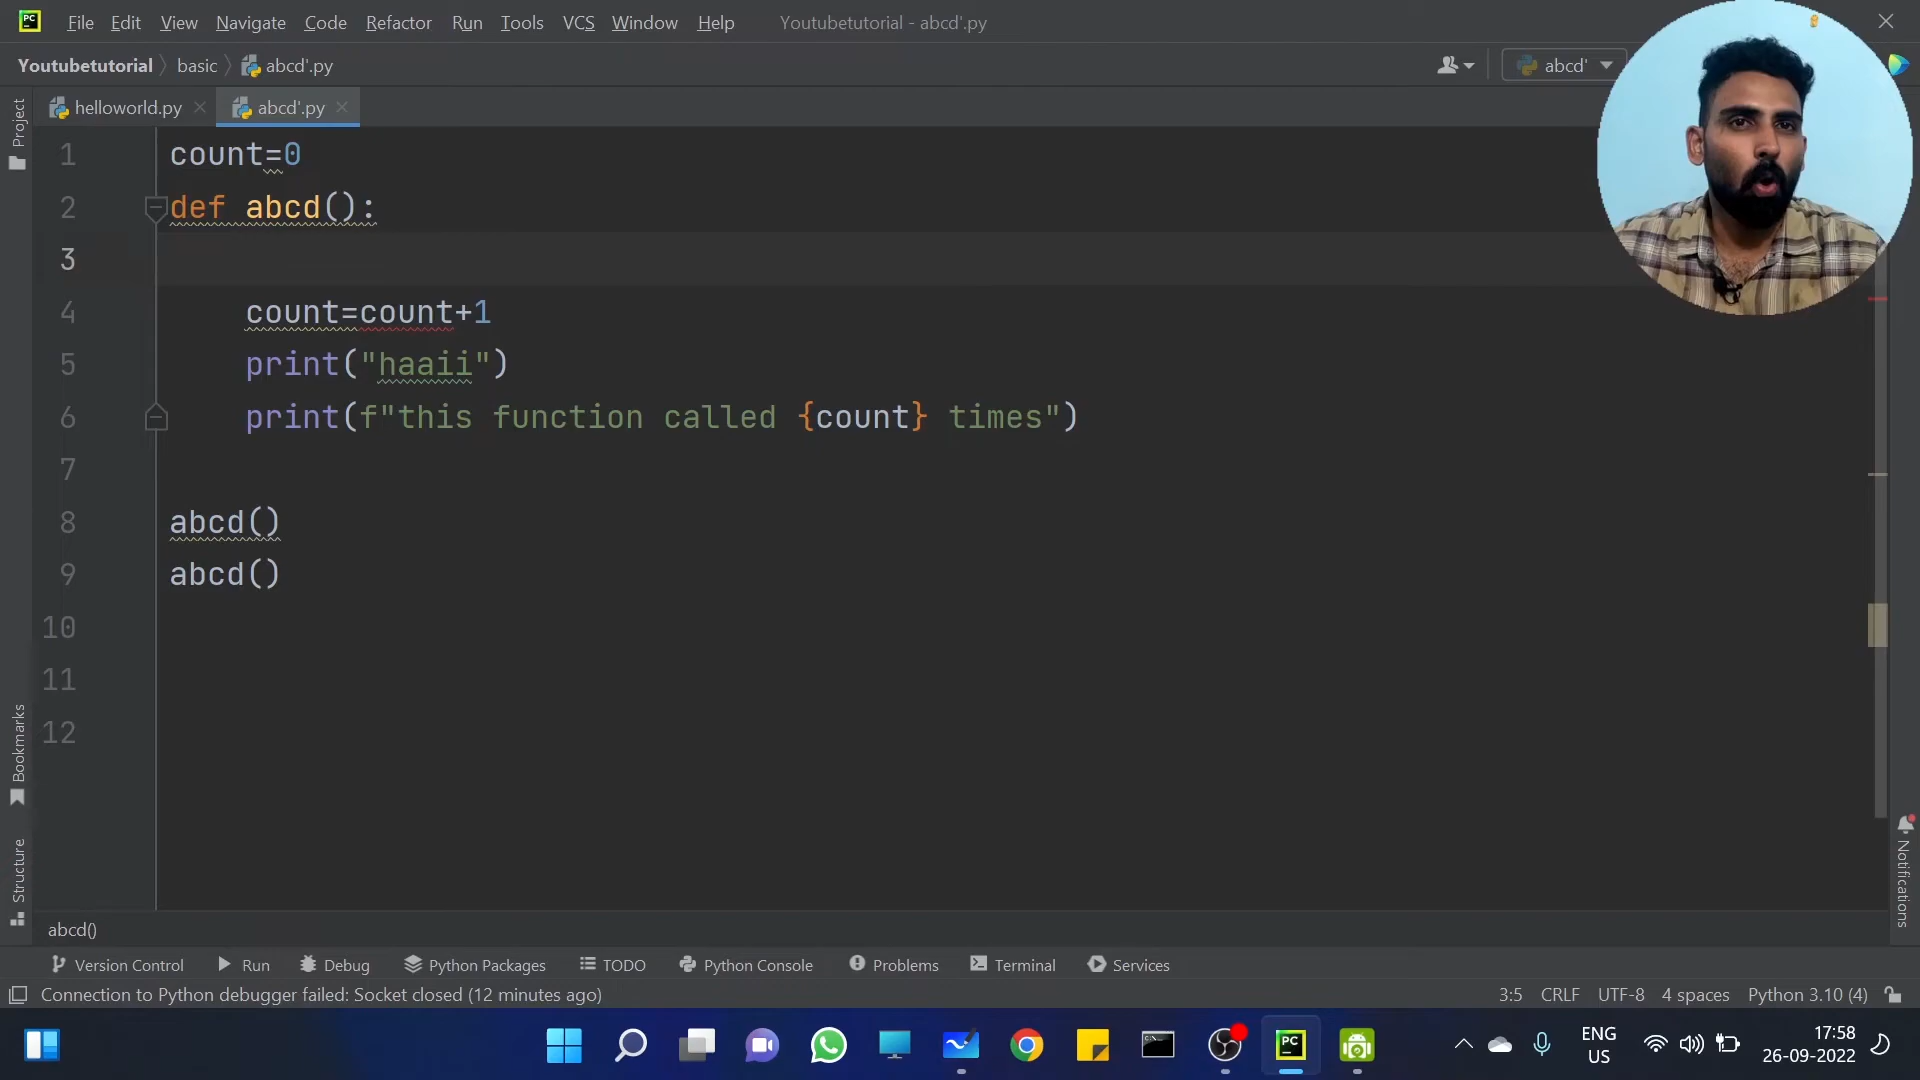 PC File Edit View Navigate Code Refactor Run Tools VCS Window Help Youtubetutorial - abcd'.py
Youtubetutorial basic abcd'.py abcd'
helloworld.py abcd'.py
Project
1 count=0
2 def abcd():
3
4 count=count+1
5 print("haaii")
6 print(f"this function called {count} times")
7
8 abcd()
9 abcd()
10
11
12
Bookmarks
Structure
Notifications
abcd()
Version Control Run Debug Python Packages TODO Python Console Problems Terminal Services
Connection to Python debugger failed: Socket closed (12 minutes ago) 3:5 CRLF UTF-8 4 spaces Python 3.10 (4)
PC ENG 17:58
US 26-09-2022